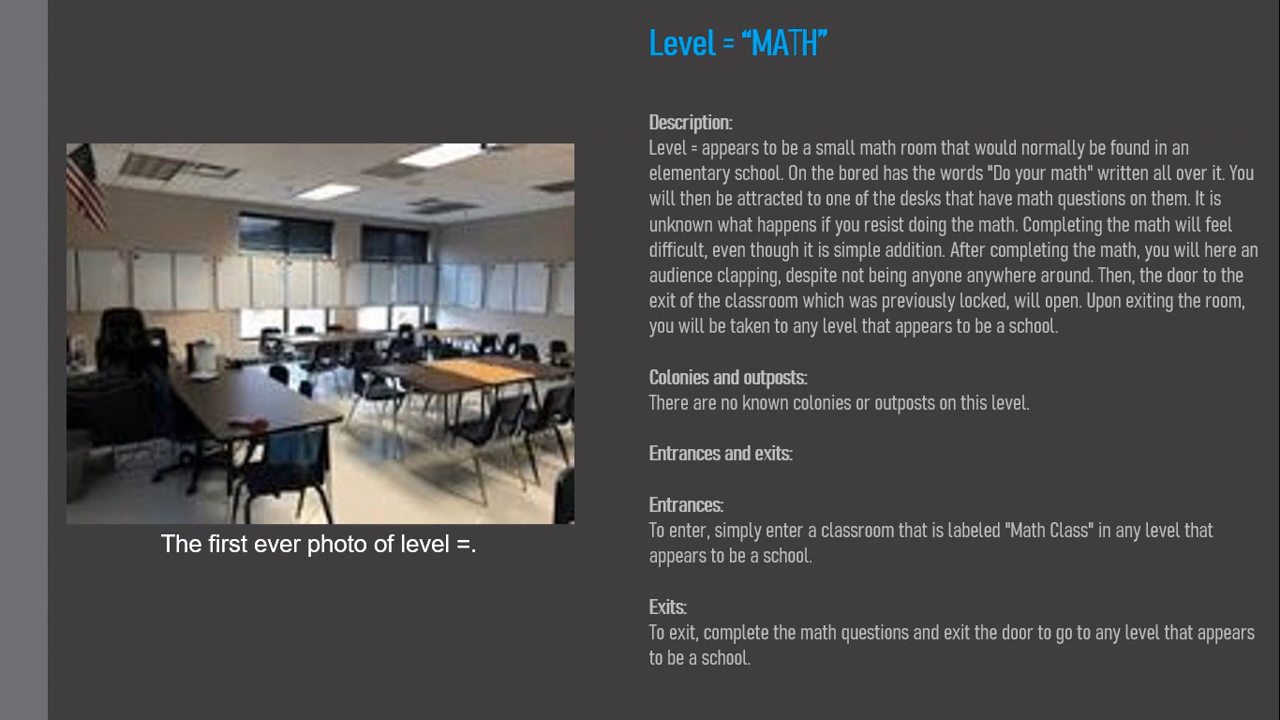 Level = “MATH”
Description:
Level = appears to be a small math room that would normally be found in an
elementary school. On the bored has the words "Do your math" written all over it. You
will then be attracted to one of the desks that have math questions on them. It is
unknown what happens if you resist doing the math. Completing the math will feel
difficult, even though it is simple addition. After completing the math, you will here an
audience clapping, despite not being anyone anywhere around. Then, the door to the
exit of the classroom which was previously locked, will open. Upon exiting the room,
you will be taken to any level that appears to be a school.
Colonies and outposts:
There are no known colonies or outposts on this level.
Entrances and exits:
Entrances:
To enter, simply enter a classroom that is labeled "Math Class" in any level that
appears to be a school.
Exits:
To exit, complete the math questions and exit the door to go to any level that appears
to be a school.
The first ever photo of level =.